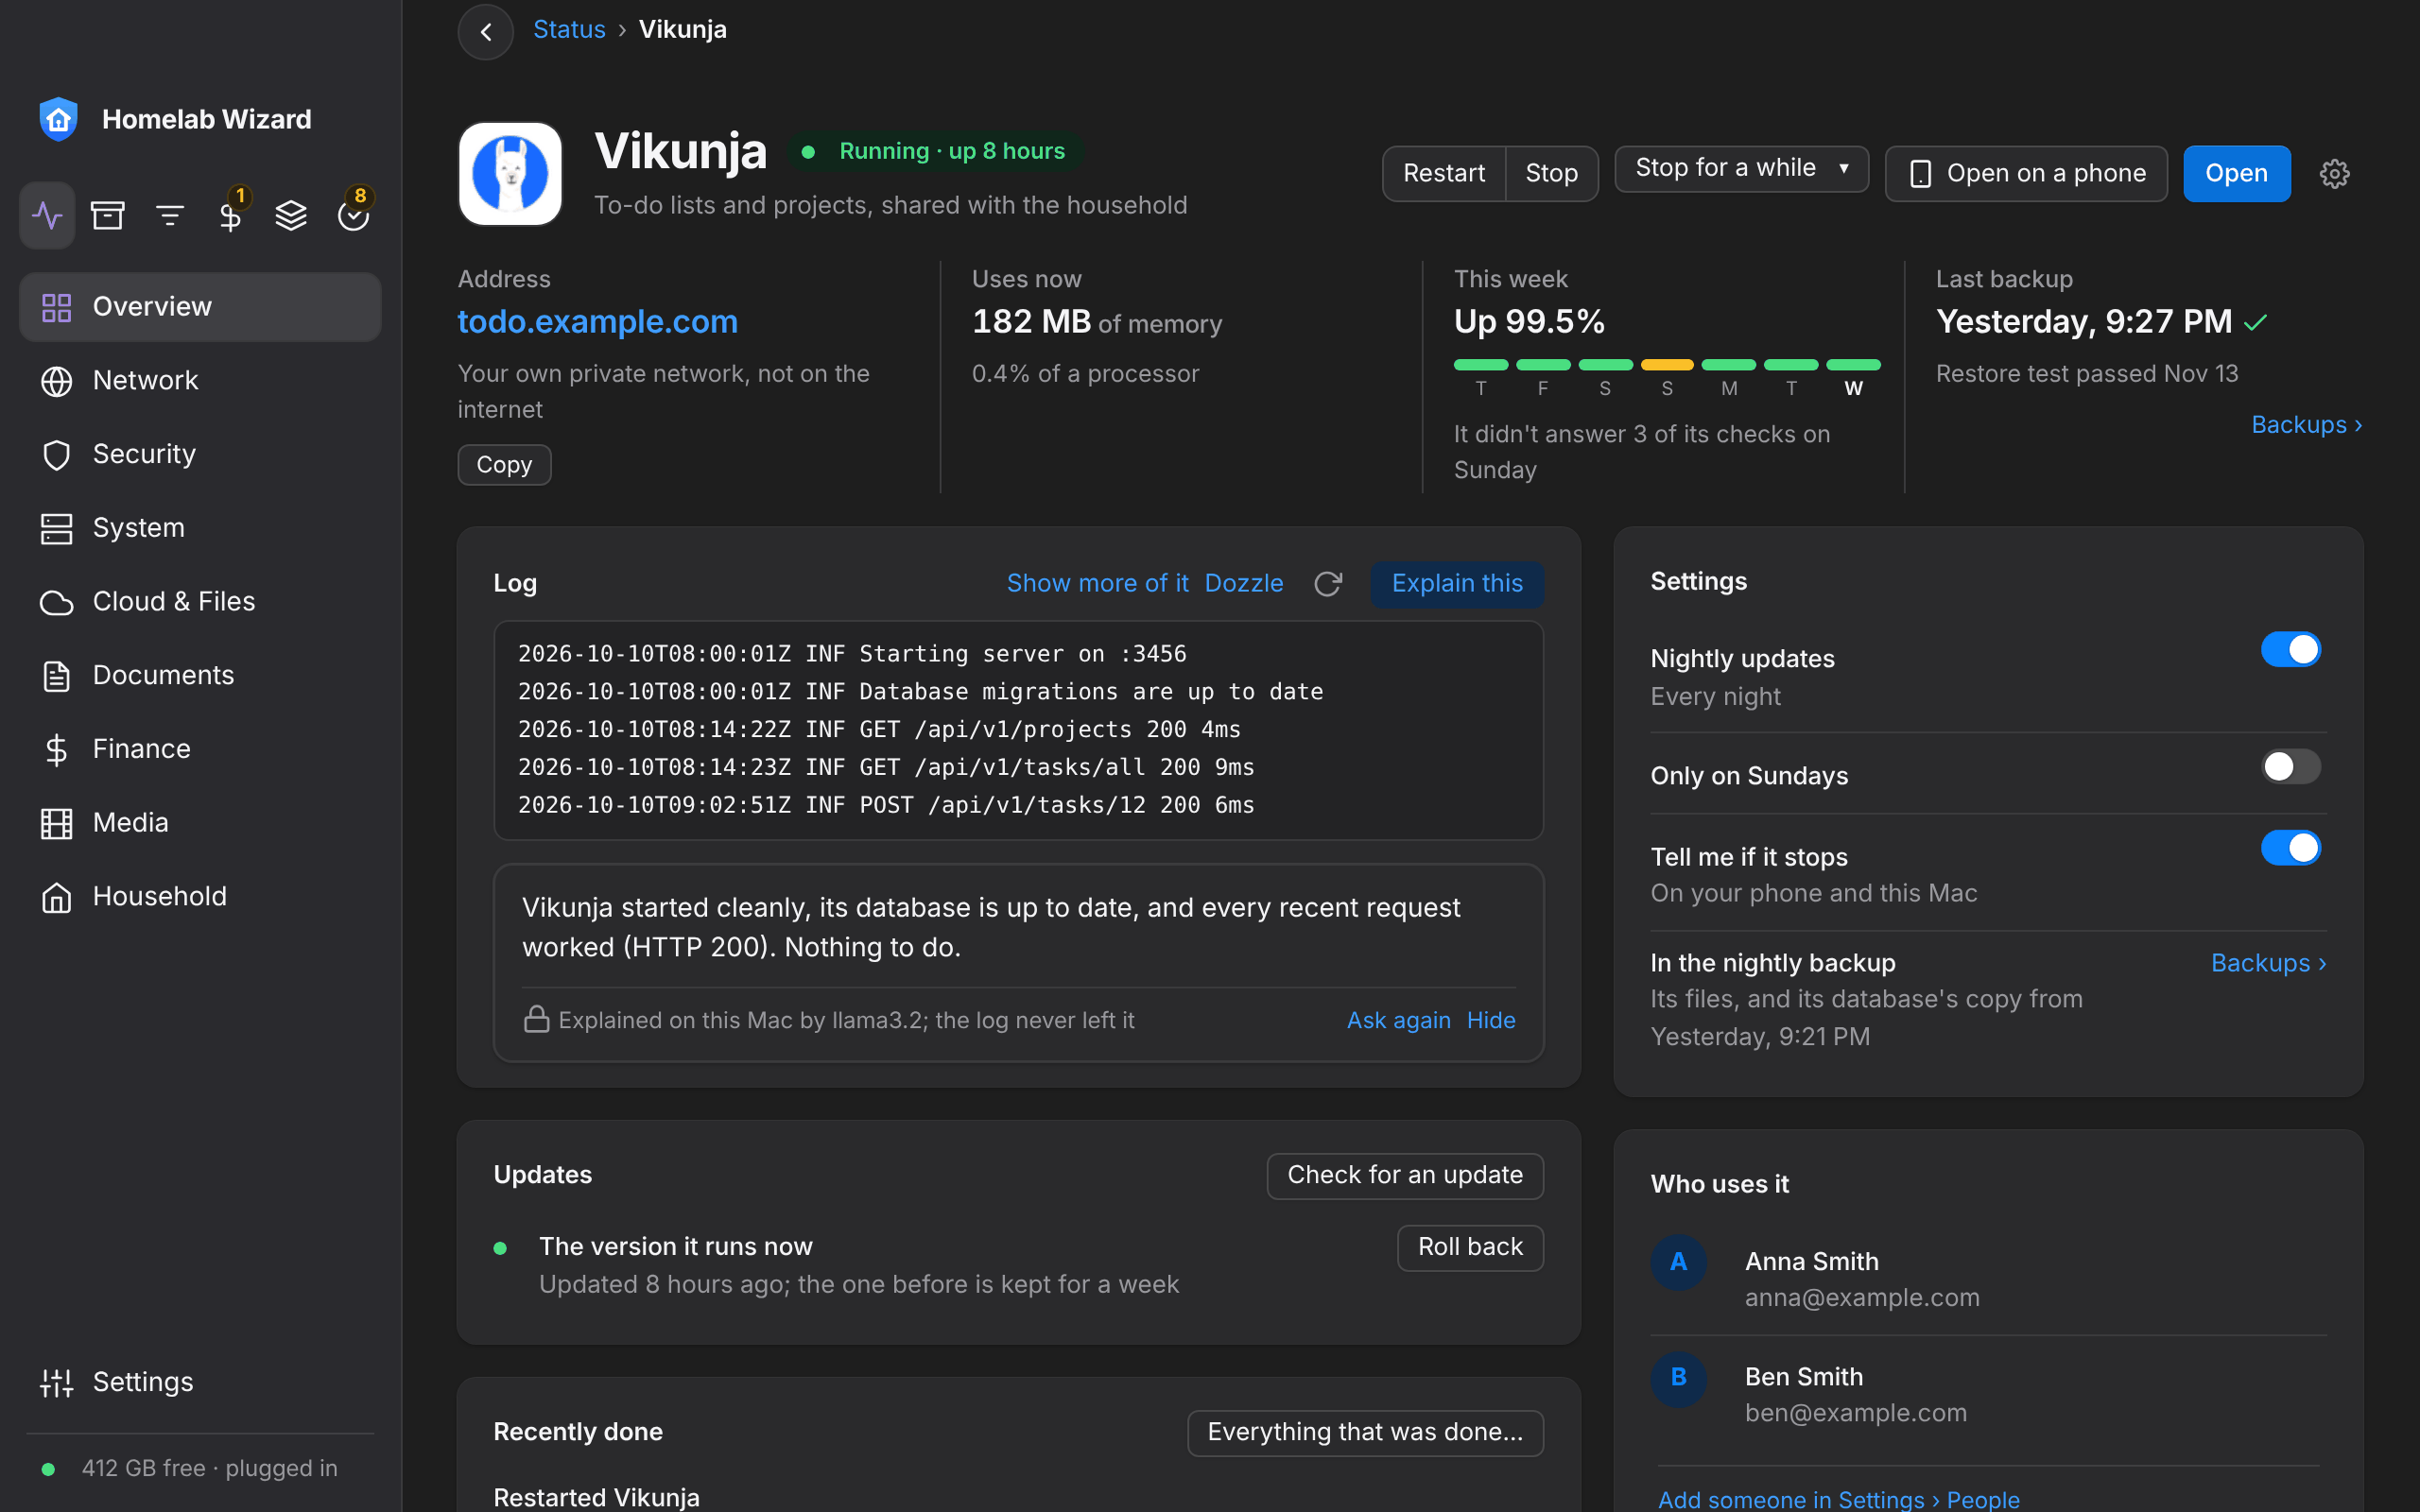 Homelab Wizard
1
8
Overview
Network
Security
System
Cloud & Files
Documents
Finance
Media
Household
Settings
412 GB free · plugged in
Status › Vikunja
Vikunja
Running · up 8 hours
To-do lists and projects, shared with the household
Restart
Stop
Stop for a while ▾
Open on a phone
Open
Address
todo.example.com
Your own private network, not on the
internet
Copy
Uses now
182 MB of memory
0.4% of a processor
This week
Up 99.5%
T F S S M T W
It didn't answer 3 of its checks on
Sunday
Last backup
Yesterday, 9:27 PM
Restore test passed Nov 13
Backups ›
Log
Show more of it
Dozzle
Explain this
2026-10-10T08:00:01Z INF Starting server on :3456
2026-10-10T08:00:01Z INF Database migrations are up to date
2026-10-10T08:14:22Z INF GET /api/v1/projects 200 4ms
2026-10-10T08:14:23Z INF GET /api/v1/tasks/all 200 9ms
2026-10-10T09:02:51Z INF POST /api/v1/tasks/12 200 6ms
Vikunja started cleanly, its database is up to date, and every recent request
worked (HTTP 200). Nothing to do.
Explained on this Mac by llama3.2; the log never left it
Ask again
Hide
Updates
Check for an update
The version it runs now
Updated 8 hours ago; the one before is kept for a week
Roll back
Recently done
Everything that was done...
Restarted Vikunja
Settings
Nightly updates
Every night
Only on Sundays
Tell me if it stops
On your phone and this Mac
In the nightly backup
Backups ›
Its files, and its database's copy from
Yesterday, 9:21 PM
Who uses it
A
Anna Smith
anna@example.com
B
Ben Smith
ben@example.com
Add someone in Settings › People